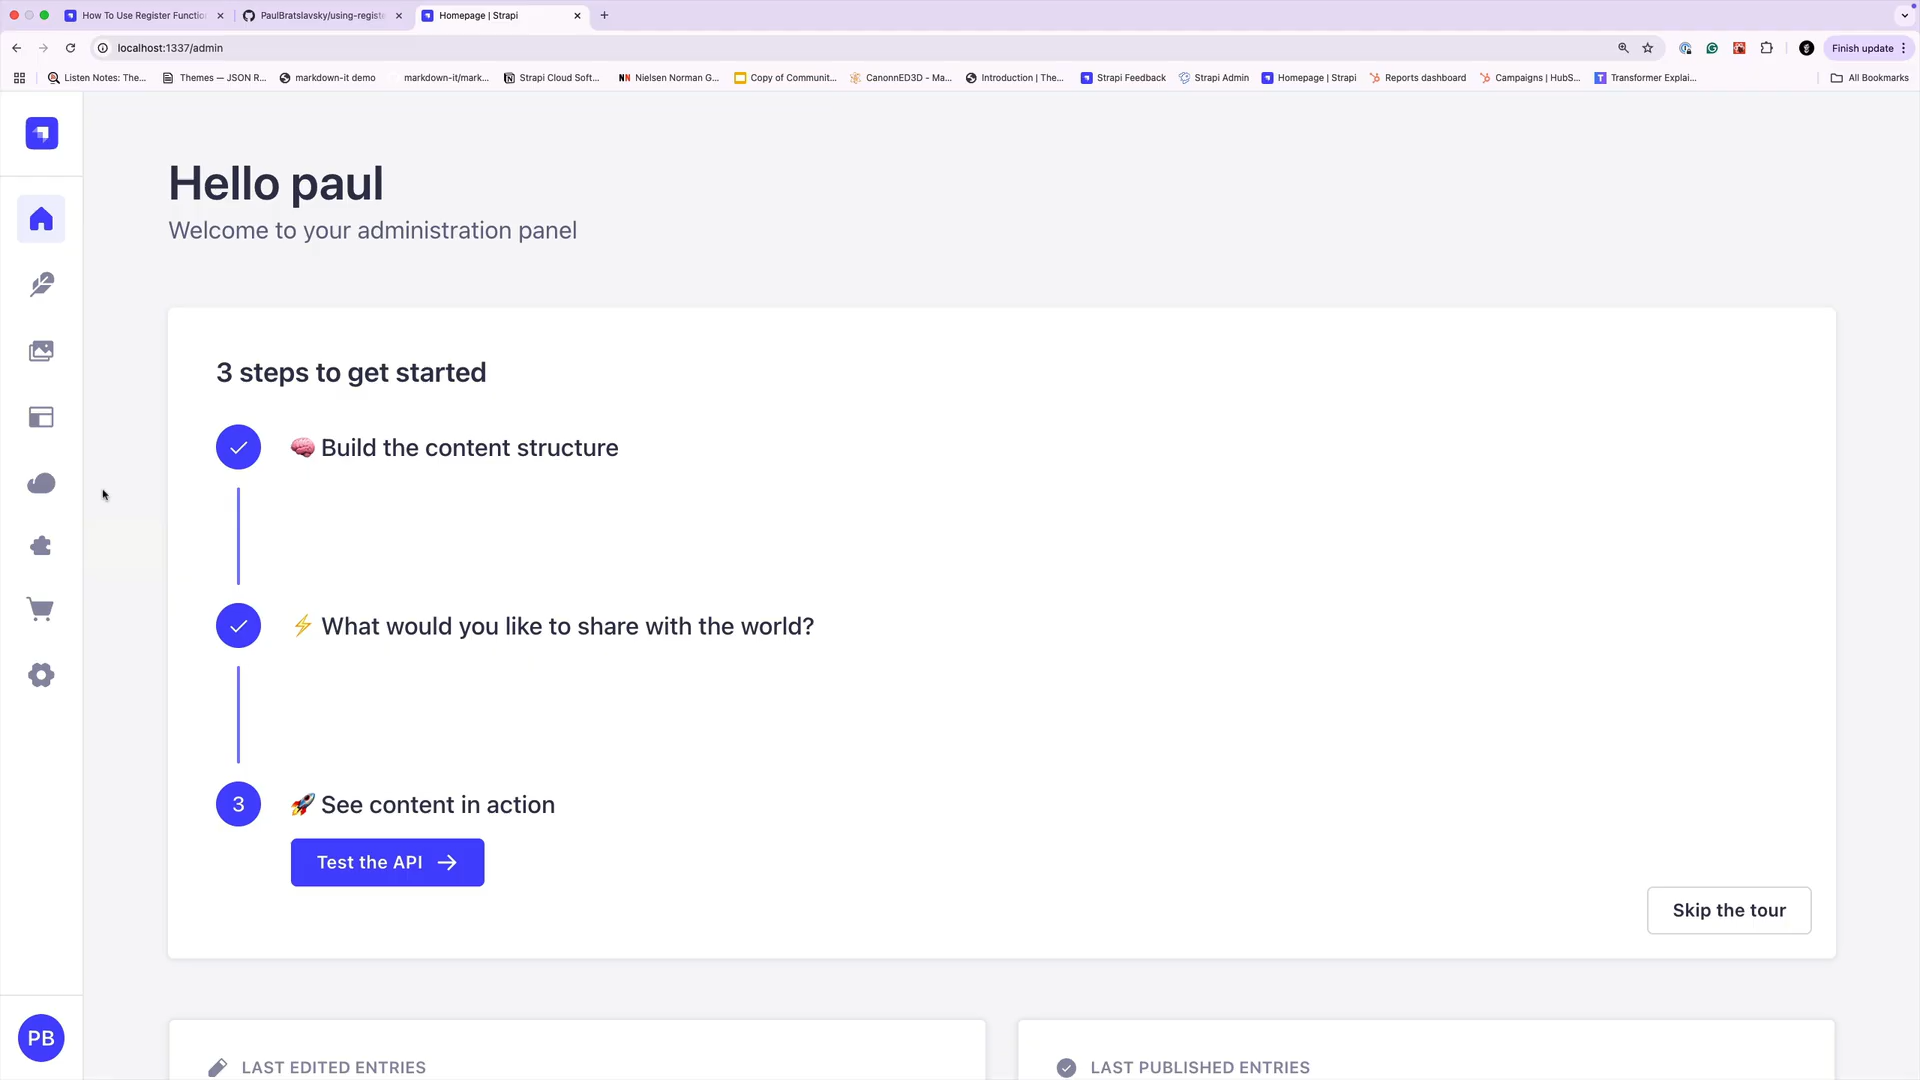 How To Use Register Functio
PaulBratslavsky/using-registe
Homepage | Strapi
localhost:1337/admin
Finish update
Listen Notes: The...
Themes — JSON R...
markdown-it demo
markdown-it/mark...
Strapi Cloud Soft...
Nielsen Norman G...
Copy of Communit...
CanonnED3D - Ma...
Introduction | The...
Strapi Feedback
Strapi Admin
Homepage | Strapi
Reports dashboard
Campaigns | HubS...
Transformer Explai...
All Bookmarks
Hello paul
Welcome to your administration panel
3 steps to get started
🧠 Build the content structure
⚡ What would you like to share with the world?
3
🚀 See content in action
Test the API →
Skip the tour
PB
LAST EDITED ENTRIES
LAST PUBLISHED ENTRIES